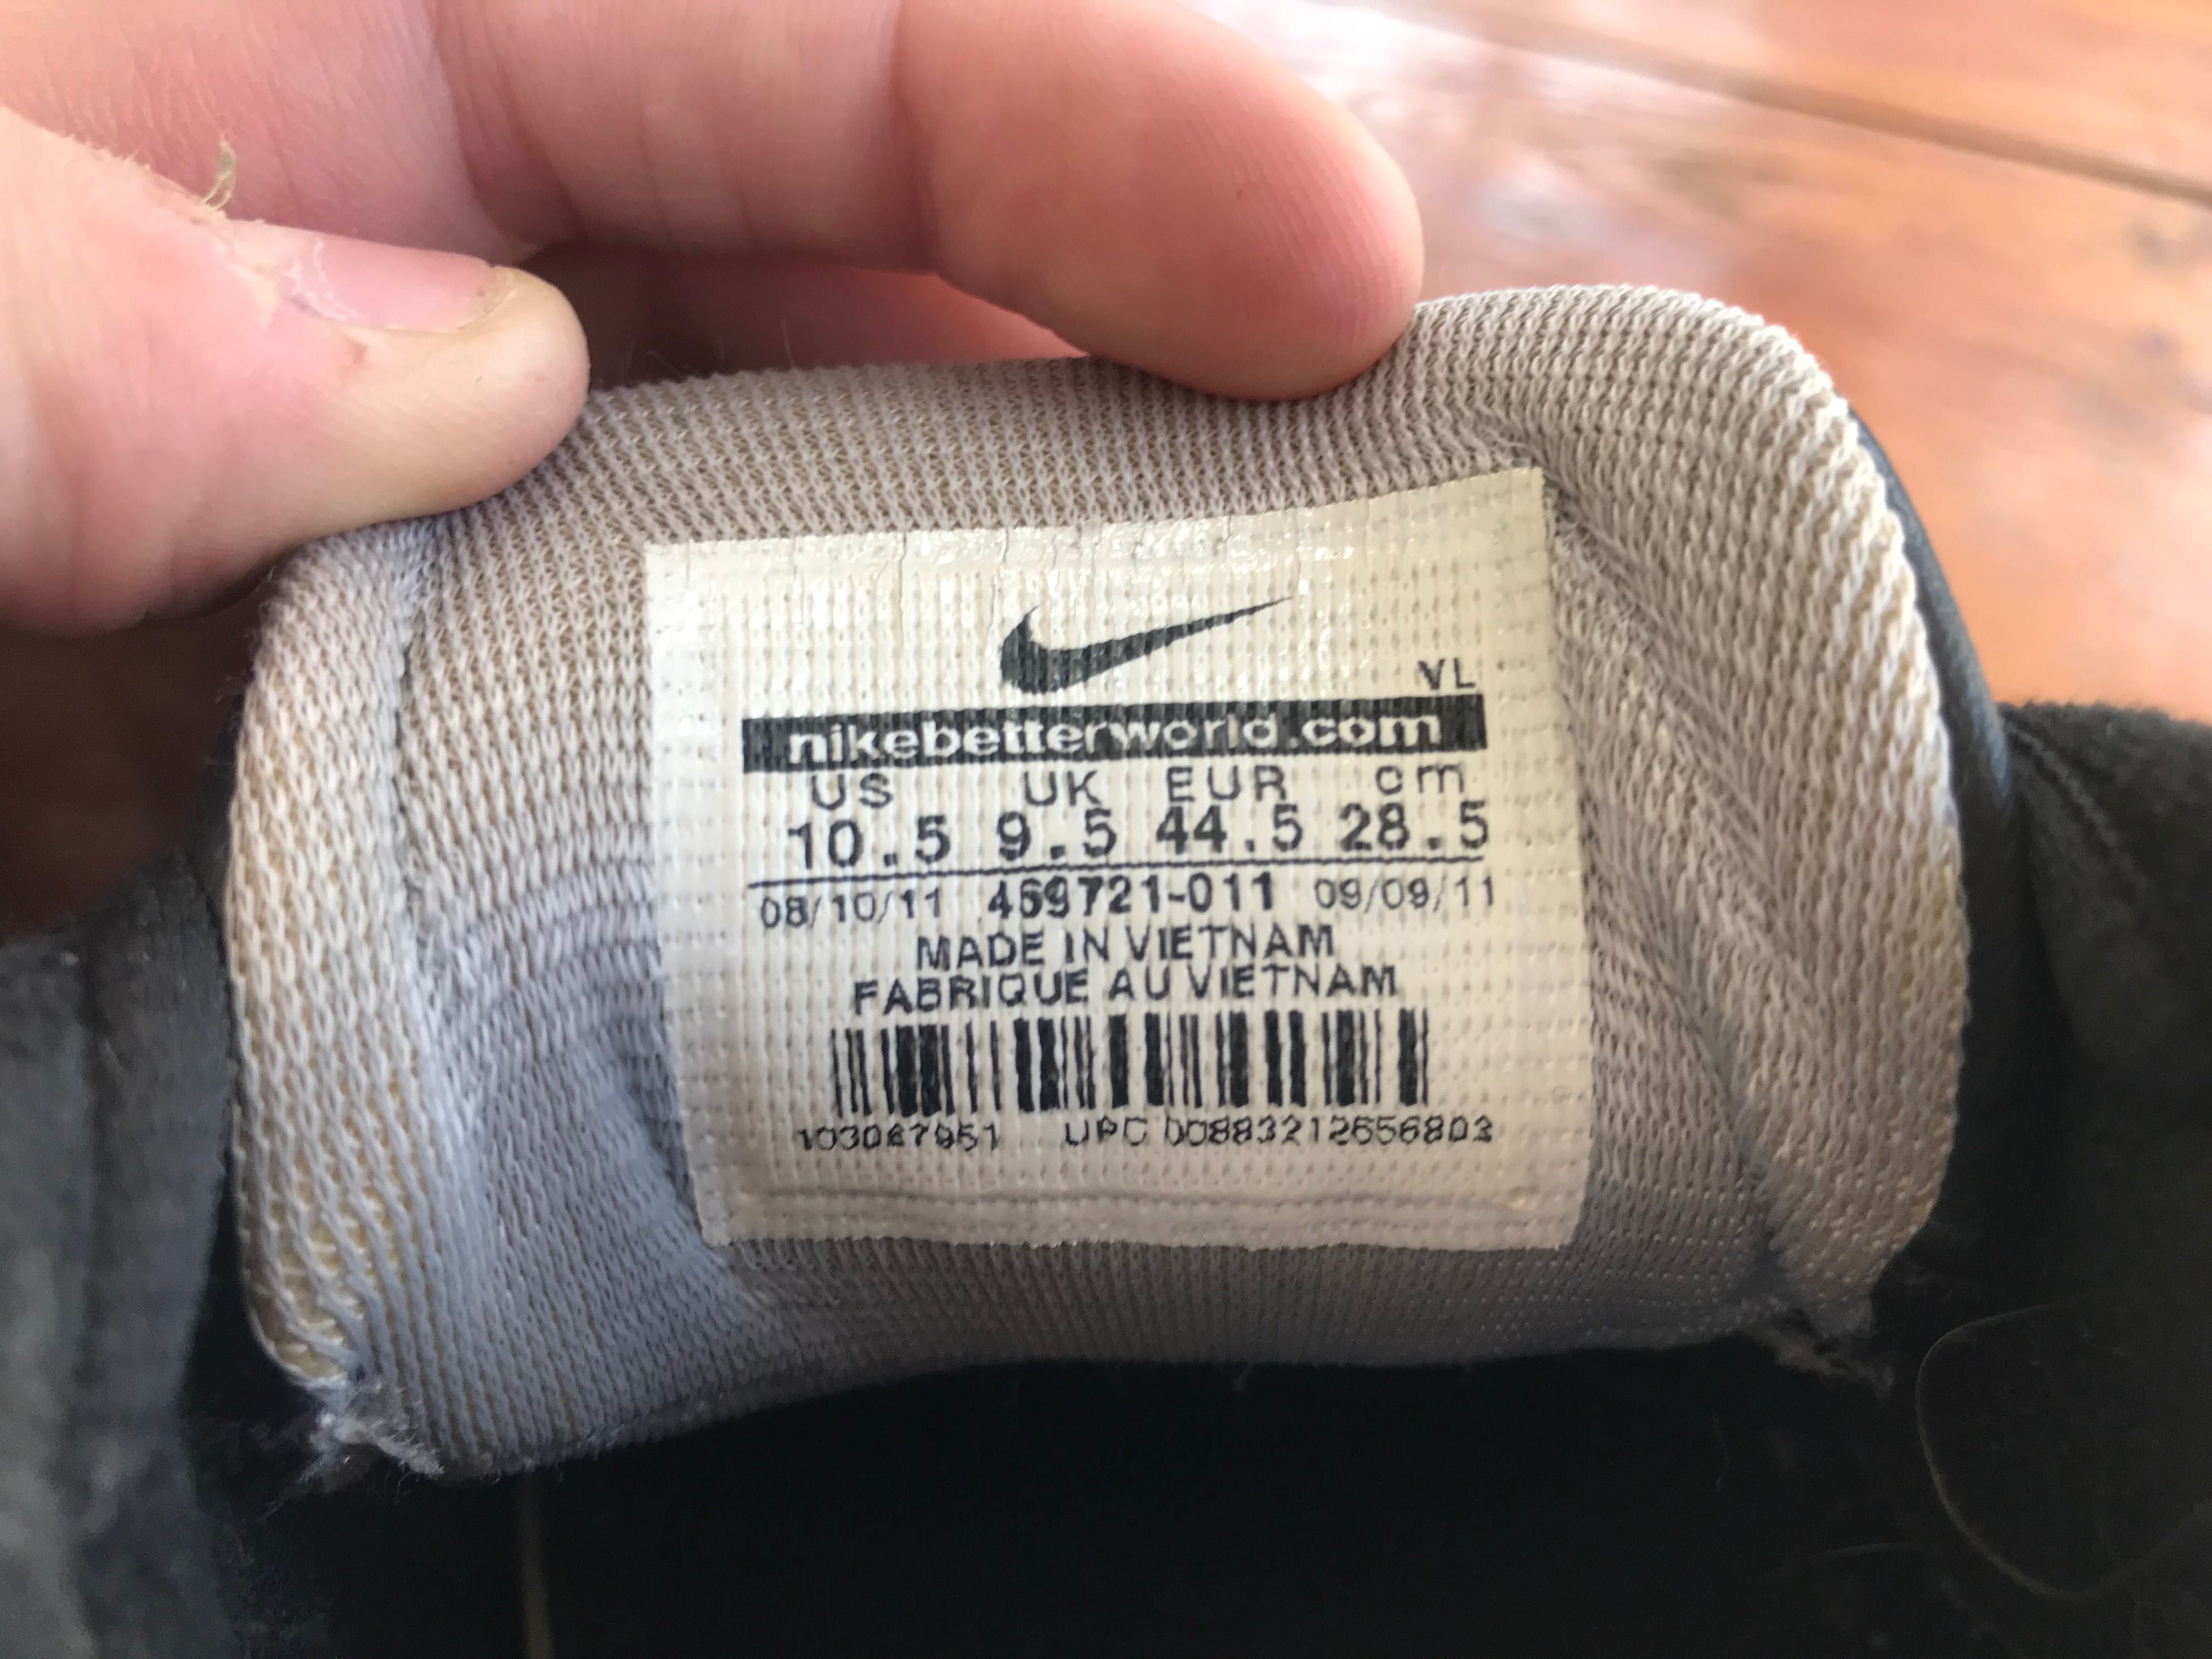 VL
nikebetterworld.com
US UK EUR cm
10.5 9.5 44.5 28.5
08/10/11 469721-011 09/09/11
MADE IN VIETNAM
FABRIQUE AU VIETNAM
UPC 00883212656803